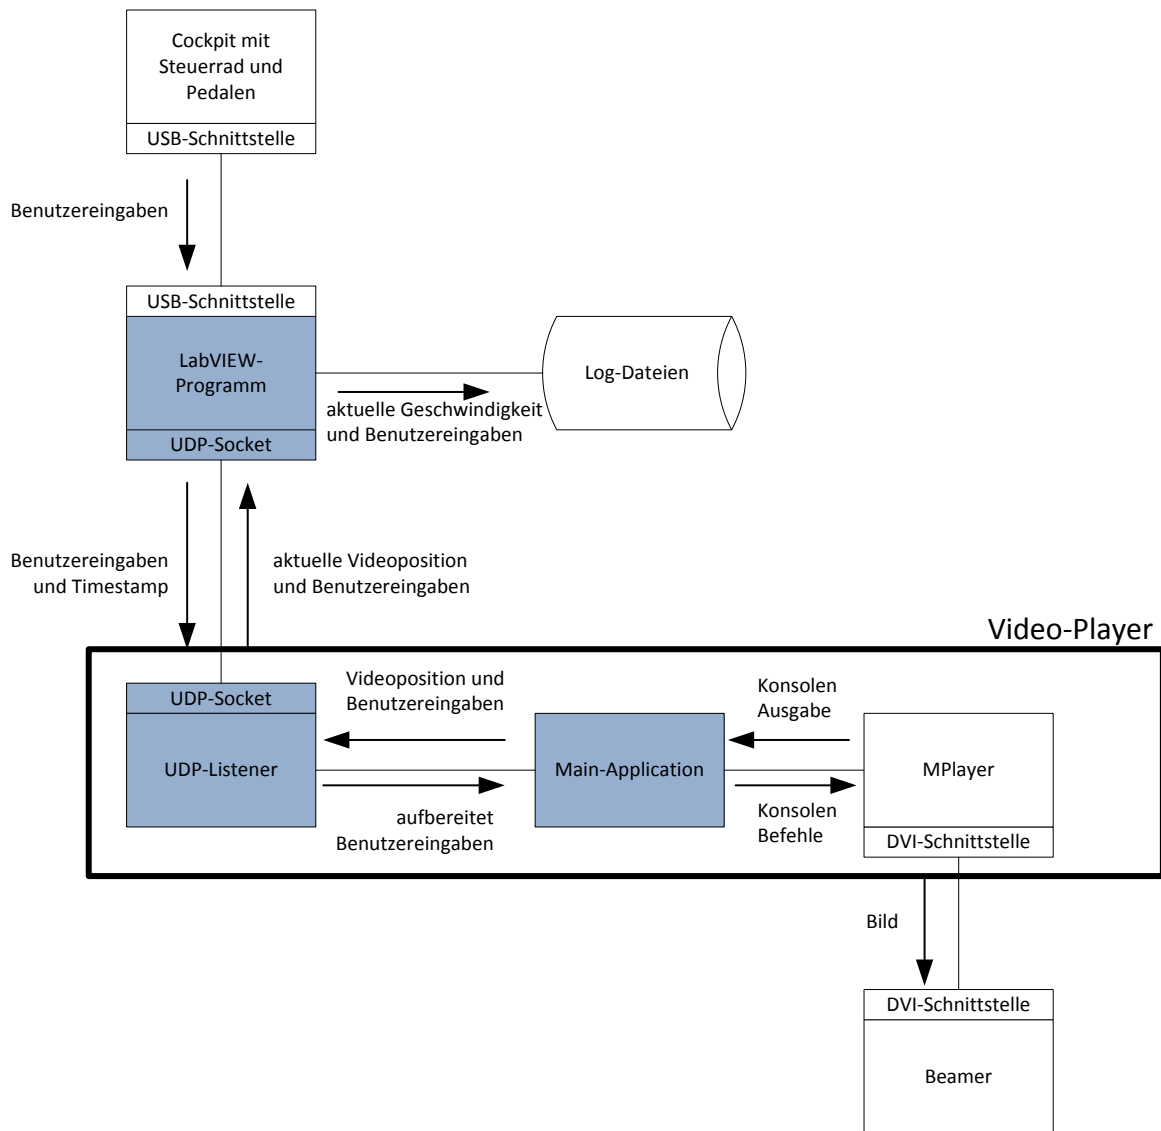 Cockpit mit
Steuerrad und
Pedalen
USB-Schnittstelle
Benutzereingaben
USB-Schnittstelle
LabVIEW-
Programm
UDP-Socket
Log-Dateien
aktuelle Geschwindigkeit
und Benutzereingaben
Benutzereingaben
und Timestamp
aktuelle Videoposition
und Benutzereingaben
Video-Player
UDP-Socket
UDP-Listener
Videoposition und
Benutzereingaben
aufbereitet
Benutzereingaben
Main-Application
Konsolen
Ausgabe
Konsolen
Befehle
MPlayer
DVI-Schnittstelle
Bild
DVI-Schnittstelle
Beamer